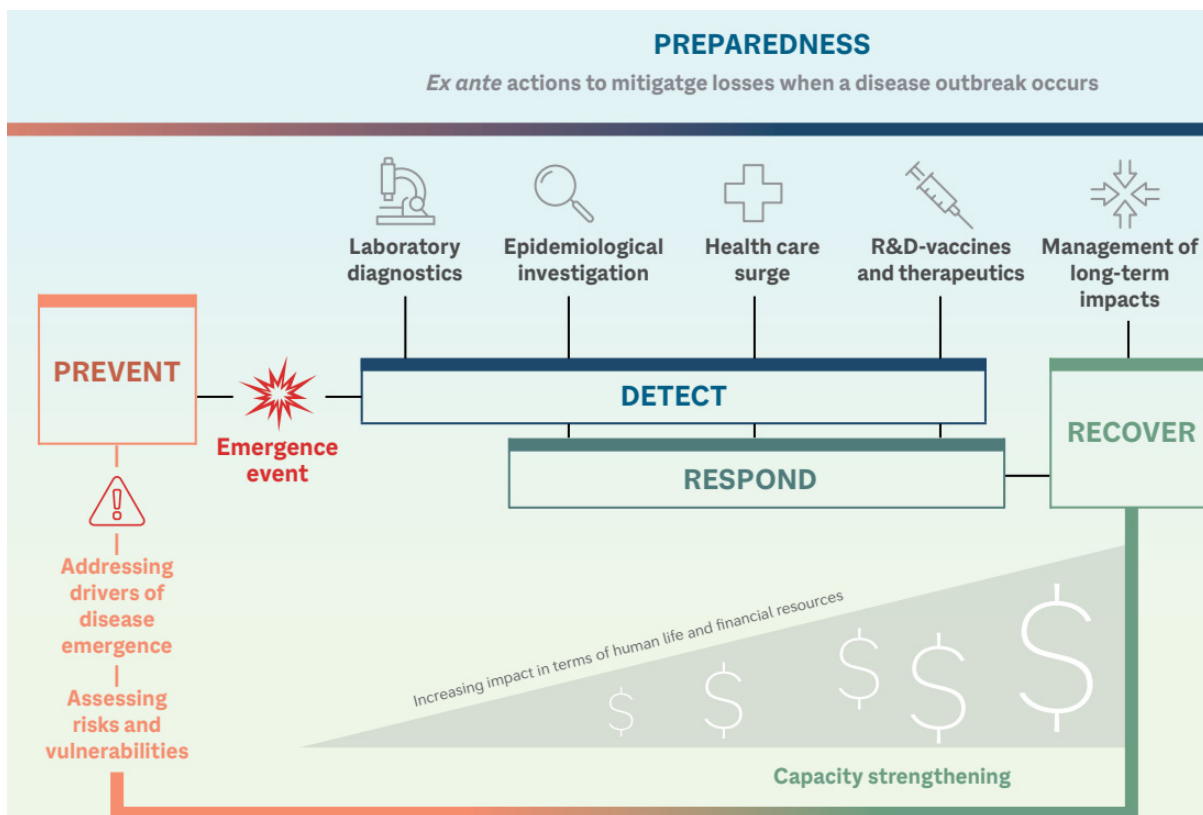 PREPAREDNESS
Ex ante actions to mitigatge losses when a disease outbreak occurs
Laboratory
diagnostics
Epidemiological
investigation
Health care
surge
R&D-vaccines
and therapeutics
Management of
long-term
impacts
PREVENT
Emergence
event
DETECT
RESPOND
RECOVER
Addressing
drivers of
disease
emergence
Assessing
risks and
vulnerabilities
Increasing impact in terms of human life and financial resources
$ $ $ $ $
Capacity strengthening